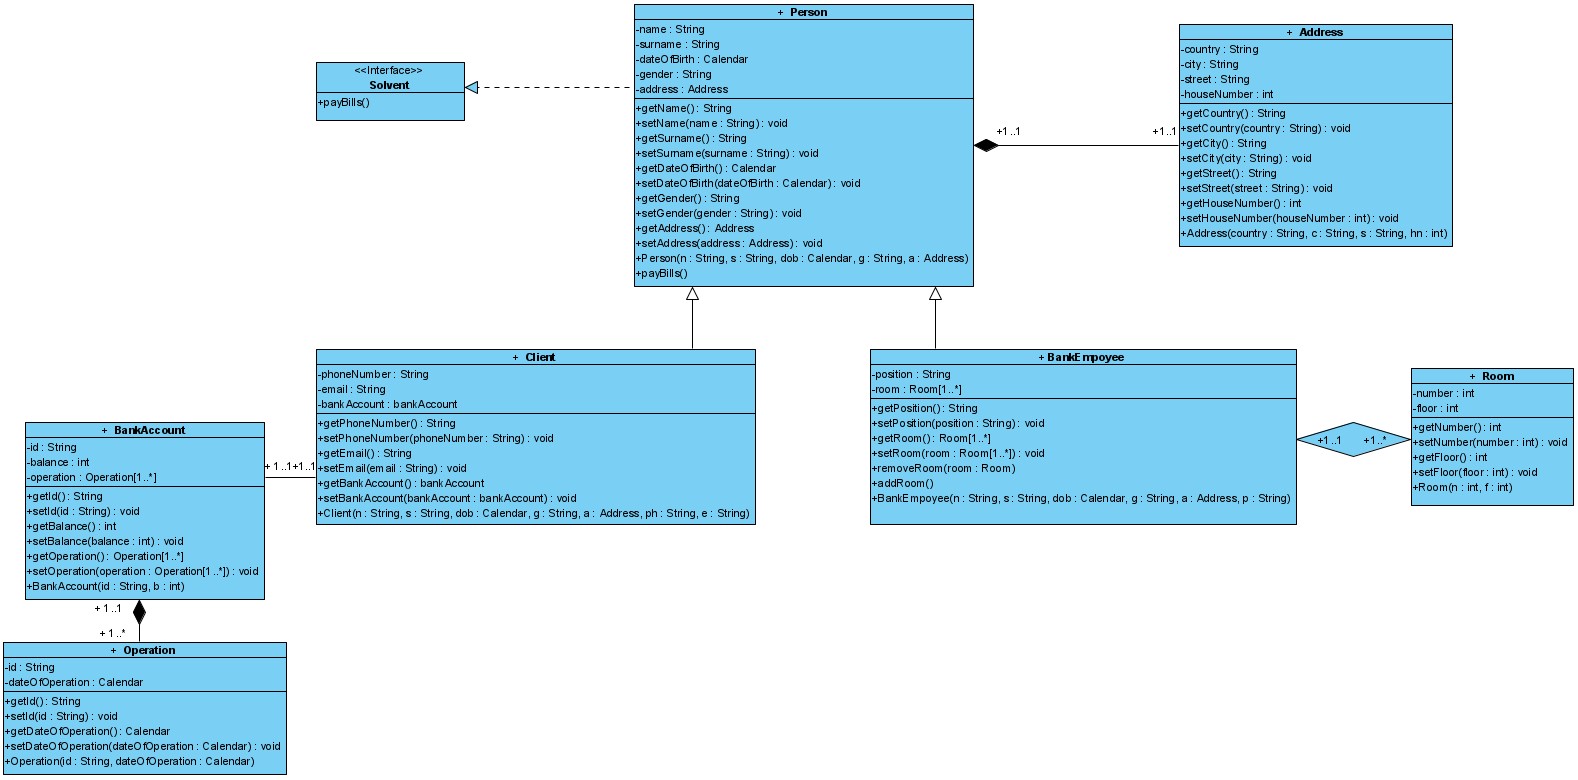 + Person
-name : String
-surname : String
-dateOfBirth : Calendar
-gender : String
-address : Address
+getName() : String
+setName(name : String) : void
+getSurname() : String
+setSurname(surname : String) : void
+getDateOfBirth() : Calendar
+setDateOfBirth(dateOfBirth : Calendar) : void
+getGender() : String
+setGender(gender : String) : void
+getAddress() : Address
+setAddress(address : Address) : void
+Person(n : String, s : String, dob : Calendar, g : String, a : Address)
+payBills()
<<Interface>>
Solvent
+payBills()
+1..1
+1..1
+ Address
-country : String
-city : String
-street : String
-houseNumber : int
+getCountry() : String
+setCountry(country : String) : void
+getCity() : String
+setCity(city : String) : void
+getStreet() : String
+setStreet(street : String) : void
+getHouseNumber() : int
+setHouseNumber(houseNumber : int) : void
+Address(country : String, c : String, s : String, hn : int)
+ Client
-phoneNumber : String
-email : String
-bankAccount : bankAccount
+getPhoneNumber() : String
+setPhoneNumber(phoneNumber : String) : void
+getEmail() : String
+setEmail(email : String) : void
+getBankAccount() : bankAccount
+setBankAccount(bankAccount : bankAccount) : void
+Client(n : String, s : String, dob : Calendar, g : String, a : Address, ph : String, e : String)
+ BankEmpoyee
-position : String
-room : Room[1..*]
+getPosition() : String
+setPosition(position : String) : void
+getRoom() : Room[1..*]
+setRoom(room : Room[1..*]) : void
+removeRoom(room : Room)
+addRoom()
+BankEmpoyee(n : String, s : String, dob : Calendar, g : String, a : Address, p : String)
+1..1 +1..*
+ Room
-number : int
-floor : int
+getNumber() : int
+setNumber(number : int) : void
+getFloor() : int
+setFloor(floor : int) : void
+Room(n : int, f : int)
+ BankAccount
-id : String
-balance : int
-operation : Operation[1..*]
+getId() : String
+setId(id : String) : void
+getBalance() : int
+setBalance(balance : int) : void
+getOperation() : Operation[1..*]
+setOperation(operation : Operation[1..*]) : void
+BankAccount(id : String, b : int)
+ 1..1+1..1
+ 1..1
+ 1..*
+ Operation
-id : String
-dateOfOperation : Calendar
+getId() : String
+setId(id : String) : void
+getDateOfOperation() : Calendar
+setDateOfOperation(dateOfOperation : Calendar) : void
+Operation(id : String, dateOfOperation : Calendar)